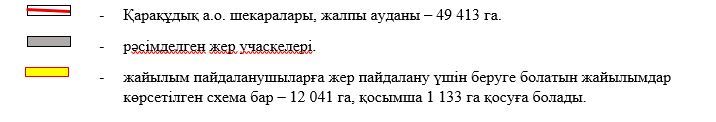 - Қарақұдық а.о. шекаралары, жалпы ауданы – 49 413 га.
- рәсімделген жер учаскелері.
- жайылым пайдаланушыларға жер пайдалану үшін беруге болатын жайылымдар
көрсетілген схема бар – 12 041 га, қосымша 1 133 га қосуға болады.